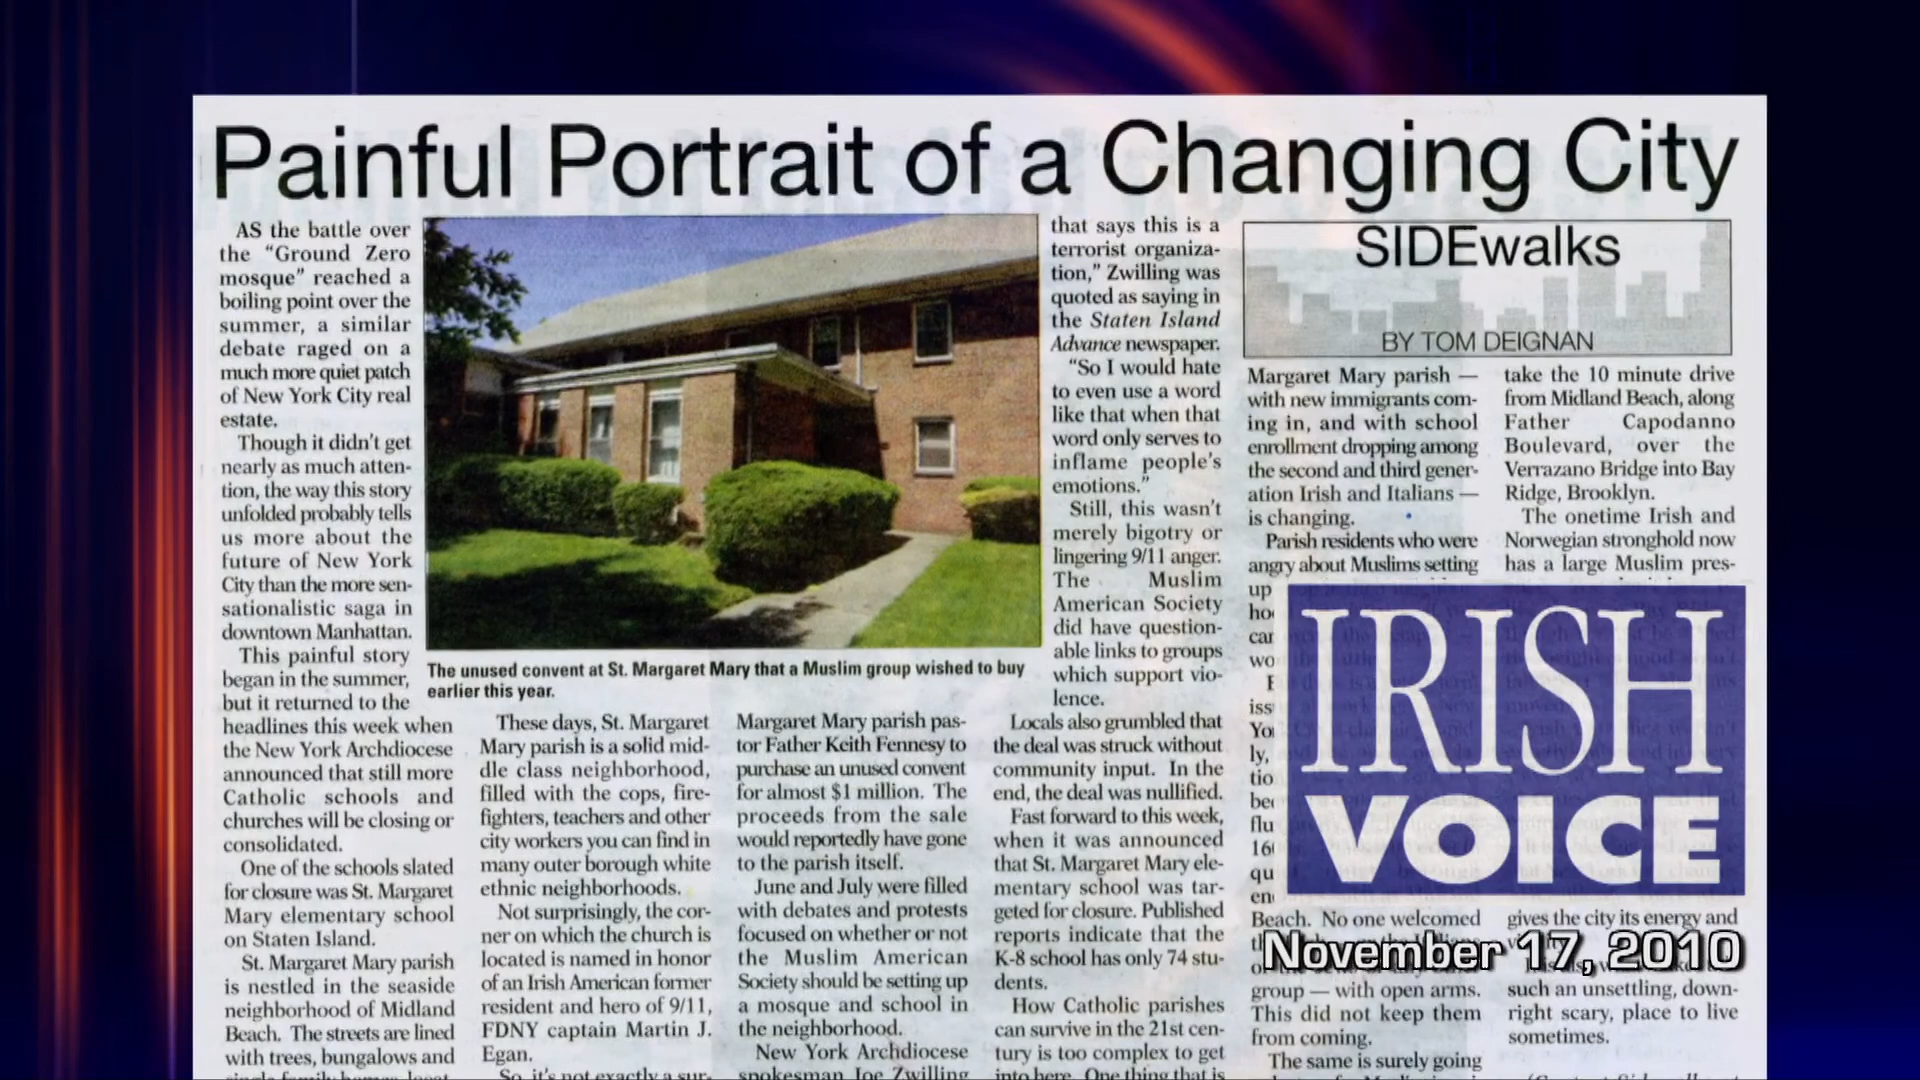 Painful Portrait of a Changing City
AS the battle over
the “Ground Zero
mosque” reached a
boiling point over the
summer, a similar
debate raged on a
much more quiet patch
of New York City real
estate.
Though it didn’t get
nearly as much atten-
tion, the way this story
unfolded probably tells
us more about the
future of New York
City than the more sen-
sationalistic saga in
downtown Manhattan.
This painful story
began in the summer,
but it returned to the
headlines this week when
the New York Archdiocese
announced that still more
Catholic schools and
churches will be closing or
consolidated.
One of the schools slated
for closure was St. Margaret
Mary elementary school
on Staten Island.
St. Margaret Mary parish
is nestled in the seaside
neighborhood of Midland
Beach. The streets are lined
with trees, bungalows and
The unused convent at St. Margaret Mary that a Muslim group wished to buy
earlier this year.
These days, St. Margaret
Mary parish is a solid mid-
dle class neighborhood,
filled with the cops, fire-
fighters, teachers and other
city workers you can find in
many outer borough white
ethnic neighborhoods.
Not surprisingly, the cor-
ner on which the church is
located is named in honor
of an Irish American former
resident and hero of 9/11,
FDNY captain Martin J.
Egan.
So, it’s not exactly a sur-
Margaret Mary parish pas-
tor Father Keith Fennesy to
purchase an unused convent
for almost $1 million. The
proceeds from the sale
would reportedly have gone
to the parish itself.
June and July were filled
with debates and protests
focused on whether or not
the Muslim American
Society should be setting up
a mosque and school in
the neighborhood.
New York Archdiocese
spokesman Joe Zwilling
that says this is a
terrorist organiza-
tion,” Zwilling was
quoted as saying in
the Staten Island
Advance newspaper.
“So I would hate
to even use a word
like that when that
word only serves to
inflame people’s
emotions.”
Still, this wasn’t
merely bigotry or
lingering 9/11 anger.
The Muslim
American Society
did have question-
able links to groups
which support vio-
lence.
Locals also grumbled that
the deal was struck without
community input. In the
end, the deal was nullified.
Fast forward to this week,
when it was announced
that St. Margaret Mary ele-
mentary school was tar-
geted for closure. Published
reports indicate that the
K-8 school has only 74 stu-
dents.
How Catholic parishes
can survive in the 21st cen-
tury is too complex to get
into here. One thing that is
SIDEwalks
BY TOM DEIGNAN
Margaret Mary parish —
with new immigrants com-
ing in, and with school
enrollment dropping among
the second and third gener-
ation Irish and Italians —
is changing.
Parish residents who were
angry about Muslims setting
up
Beach. No one welcomed
group — with open arms.
This did not keep them
from coming.
The same is surely going
take the 10 minute drive
from Midland Beach, along
Father Capodanno
Boulevard, over the
Verrazano Bridge into Bay
Ridge, Brooklyn.
The onetime Irish and
Norwegian stronghold now
has a large Muslim pres-
gives the city its energy and
such an unsettling, down-
right scary, place to live
sometimes.
IRISH
VOICE
November 17, 2010